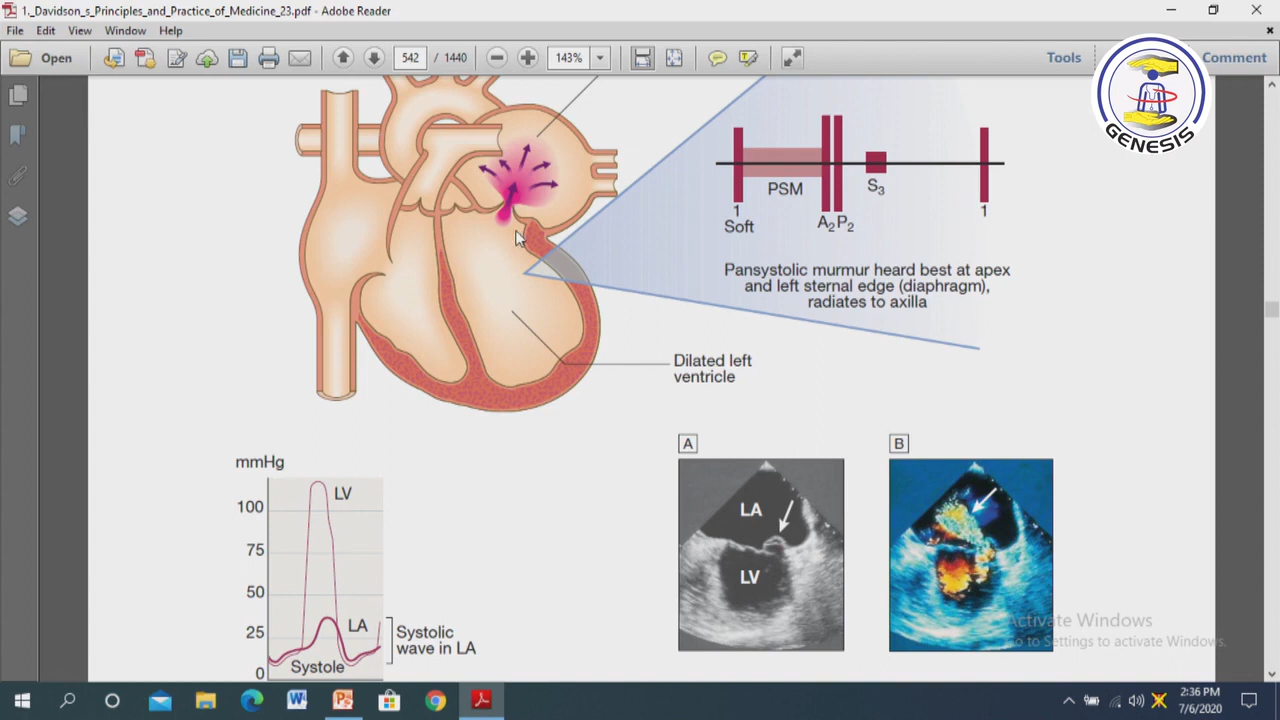 1._Davidson_s_Principles_and_Practice_of_Medicine_23.pdf - Adobe Reader
File Edit View Window Help
Open
542 / 1440
143%
Tools
Comment
GENESIS
PSM
S3
1
Soft
A2 P2
1
Pansystolic murmur heard best at apex
and left sternal edge (diaphragm),
radiates to axilla
Dilated left
ventricle
mmHg
100
75
50
25
0
LV
LA
Systole
Systolic
wave in LA
A
LA
LV
B
Activate Windows
Go to Settings to activate Windows.
2:36 PM
7/6/2020